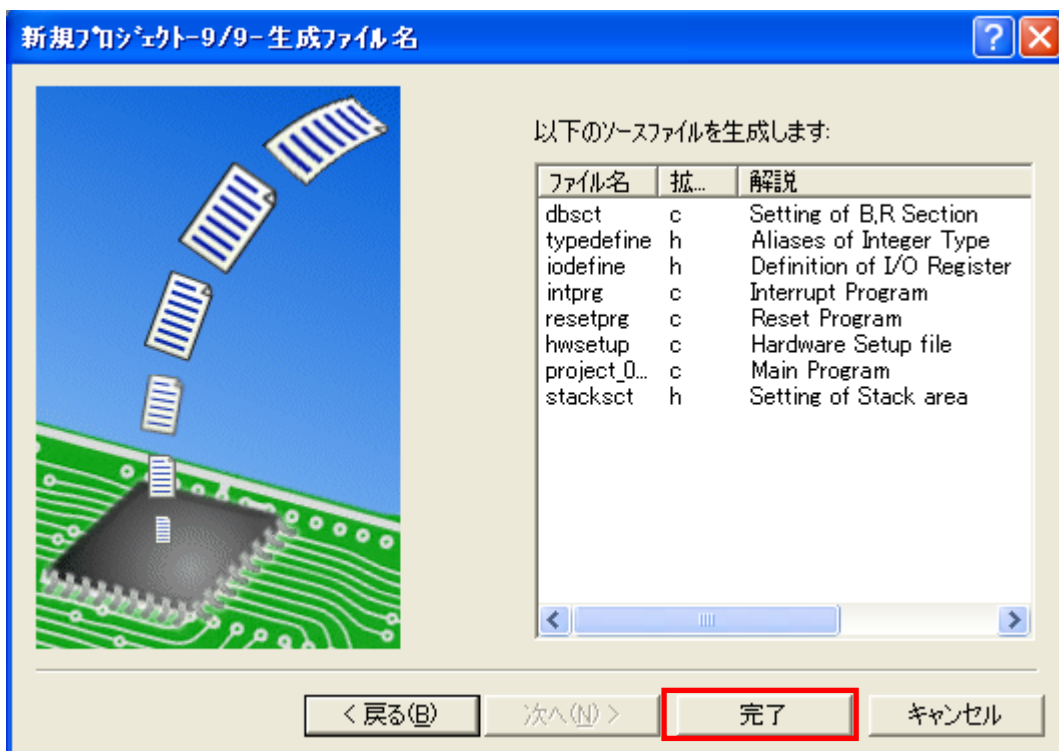 新規ﾌﾟﾛｼﾞｪｸﾄ-9/9-生成ﾌｧｲﾙ名
以下のｿｰｽﾌｧｲﾙを生成します:
ファイル名 拡... 解説
dbsct c Setting of B,R Section
typedefine h Aliases of Integer Type
iodefine h Definition of I/O Register
intprg c Interrupt Program
resetprg c Reset Program
hwsetup c Hardware Setup file
project_0... c Main Program
stacksct h Setting of Stack area
< 戻る(B) 次へ(N) > 完了 キャンセル